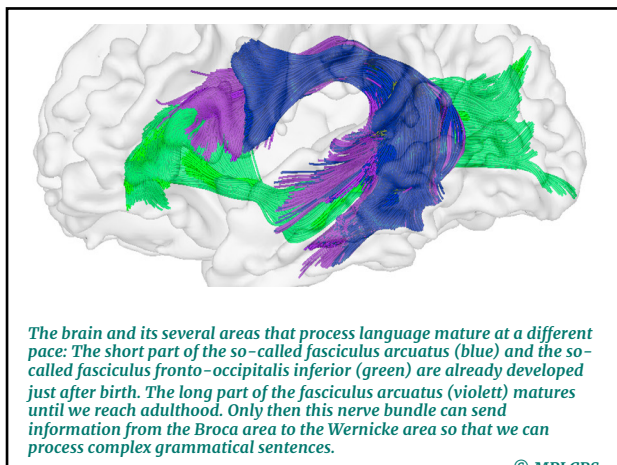 The brain and its several areas that process language mature at a different
pace: The short part of the so-called fasciculus arcuatus (blue) and the so-
called fasciculus fronto-occipitalis inferior (green) are already developed
just after birth. The long part of the fasciculus arcuatus (violett) matures
until we reach adulthood. Only then this nerve bundle can send
information from the Broca area to the Wernicke area so that we can
process complex grammatical sentences.
©